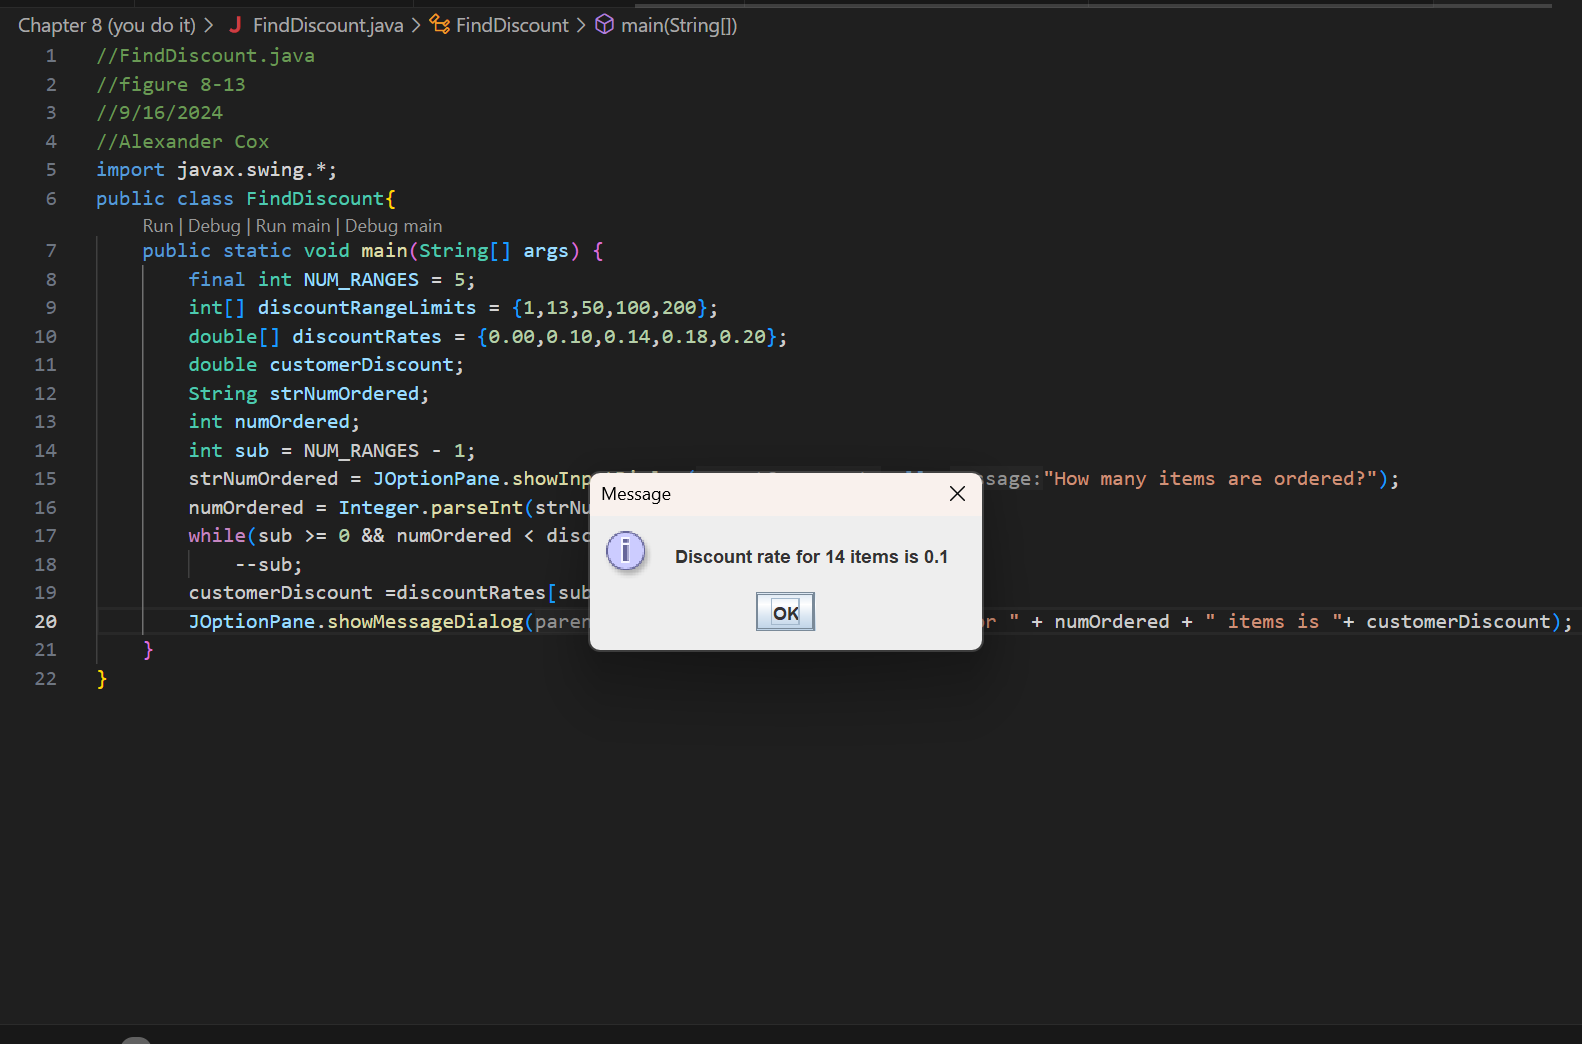 Chapter 8 (you do it) > J FindDiscount.java > FindDiscount > main(String[])
1 //FindDiscount.java
2 //figure 8-13
3 //9/16/2024
4 //Alexander Cox
5 import javax.swing.*;
6 public class FindDiscount{
Run | Debug | Run main | Debug main
7 public static void main(String[] args) {
8 final int NUM_RANGES = 5;
9 int[] discountRangeLimits = {1,13,50,100,200};
10 double[] discountRates = {0.00,0.10,0.14,0.18,0.20};
11 double customerDiscount;
12 String strNumOrdered;
13 int numOrdered;
14 int sub = NUM_RANGES - 1;
15 strNumOrdered = JOptionPane.showInp ssage:"How many items are ordered?");
16 numOrdered = Integer.parseInt(strNu
17 while(sub >= 0 && numOrdered < disc
18 --sub;
19 customerDiscount =discountRates[sub
20 JOptionPane.showMessageDialog(paren r " + numOrdered + " items is "+ customerDiscount);
21 }
22 }
Message
Discount rate for 14 items is 0.1
OK